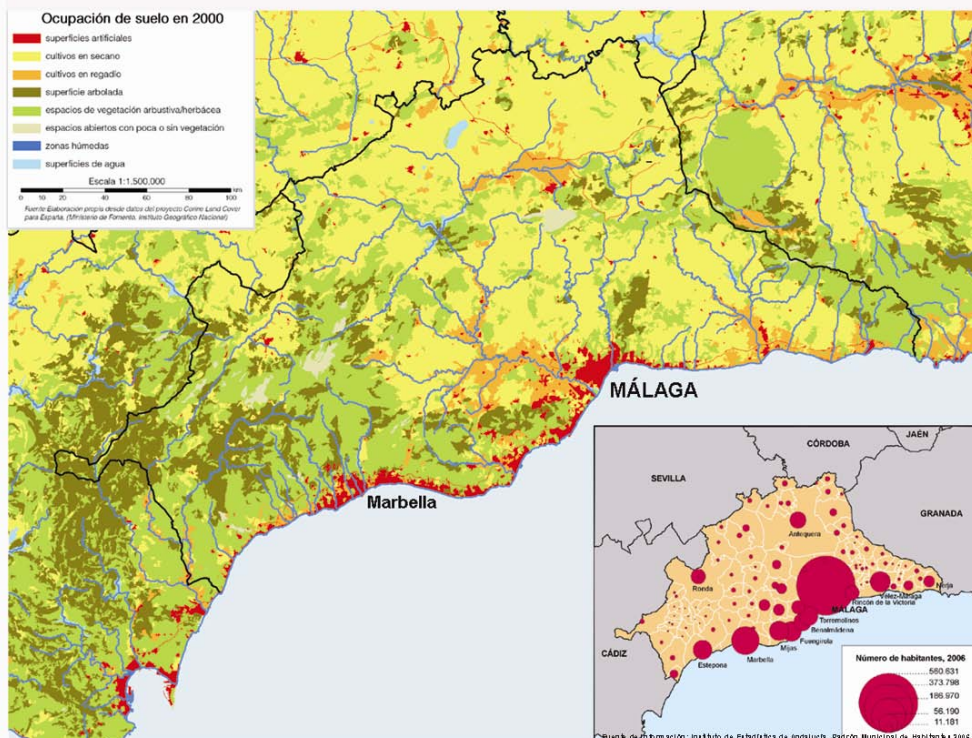 Ocupación de suelo en 2000
superficies artificiales
cultivos en secano
cultivos en regadío
superficie arbolada
espacios de vegetación arbustiva/herbácea
espacios abiertos con poca o sin vegetación
zonas húmedas
superficies de agua
Escala 1:1.500.000
0 10 20 40 60 80 100 km
Fuente Elaboración propia desde datos del proyecto Corine Land Cover
para España, (Ministerio de Fomento, Instituto Geográfico Nacional)
MÁLAGA
Marbella
JAÉN
CÓRDOBA
SEVILLA
GRANADA
Antequera
Ronda
Nerja
Vélez-Málaga
Rincón de la Victoria
MÁLAGA
Torremolinos
Benalmádena
Fuengirola
Mijas
Marbella
Estepona
CÁDIZ
Número de habitantes, 2006
560.631
373.798
186.970
56.190
11.181
Fuente de Información: Instituto de Estadística de Andalucía. Padrón Municipal de Habitantes 2006